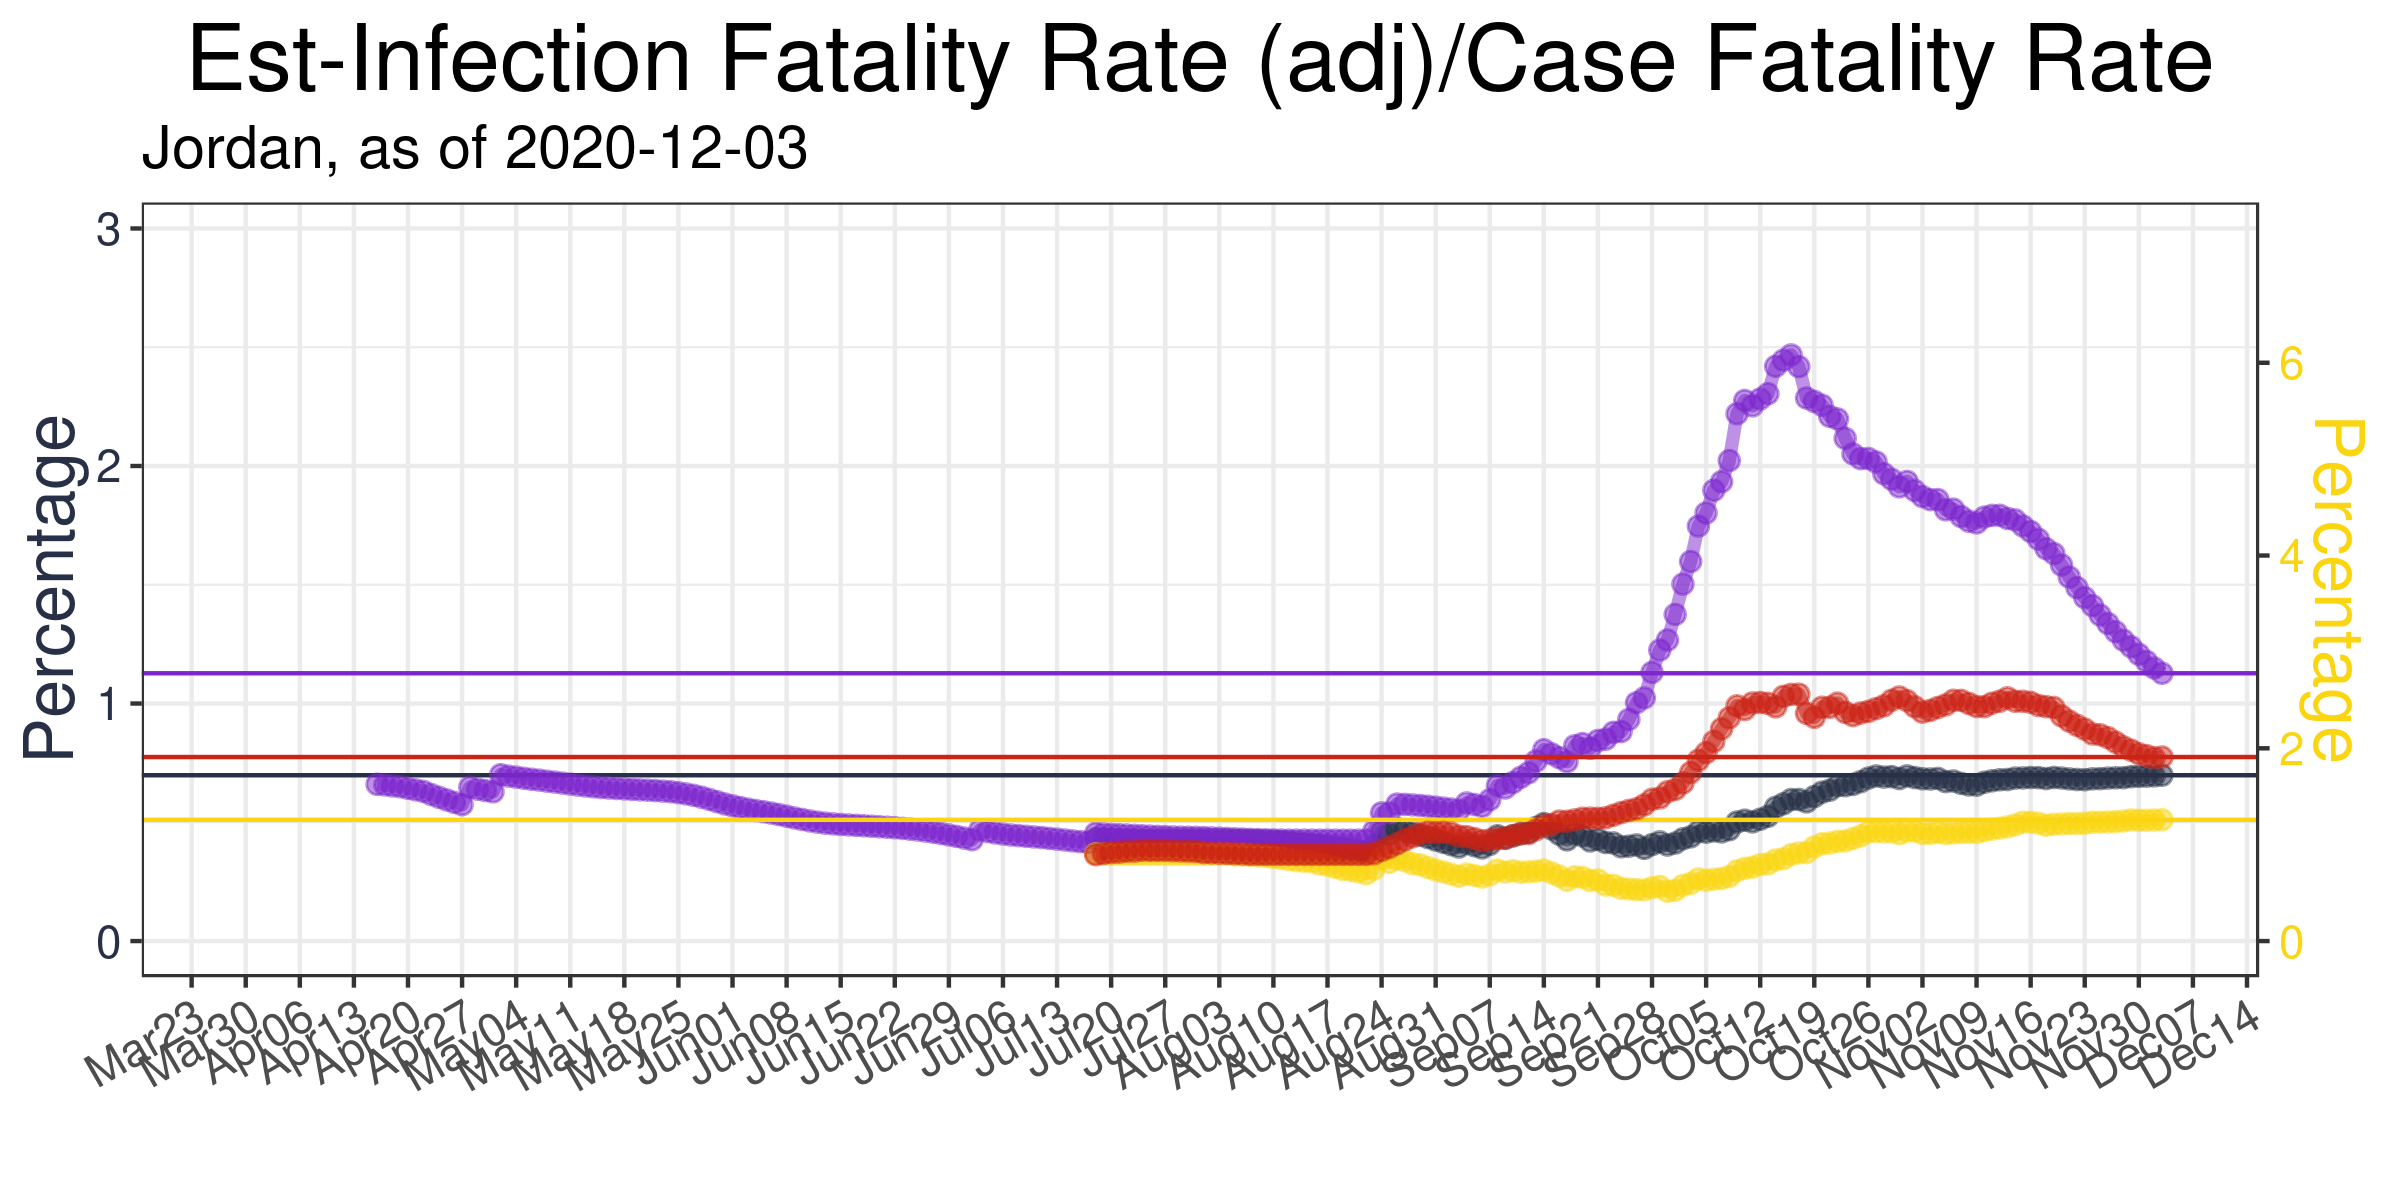 Est-Infection Fatality Rate (adj)/Case Fatality Rate
Jordan, as of 2020-12-03
Percentage
3
2
1
0
6
4
2
0
Percentage
Mar23
Mar30
Apr06
Apr13
Apr20
Apr27
May04
May11
May18
May25
Jun01
Jun08
Jun15
Jun22
Jun29
Jul06
Jul13
Jul20
Jul27
Aug03
Aug10
Aug17
Aug24
Aug31
Sep07
Sep14
Sep21
Sep28
Oct05
Oct12
Oct19
Oct26
Nov02
Nov09
Nov16
Nov23
Nov30
Dec07
Dec14